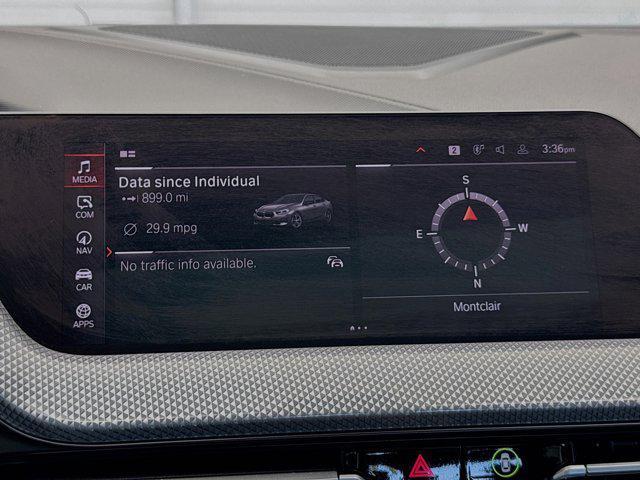 MEDIA
COM
NAV
CAR
APPS
2
3:36pm
Data since Individual
899.0 mi
29.9 mpg
No traffic info available.
S
E
W
N
Montclair